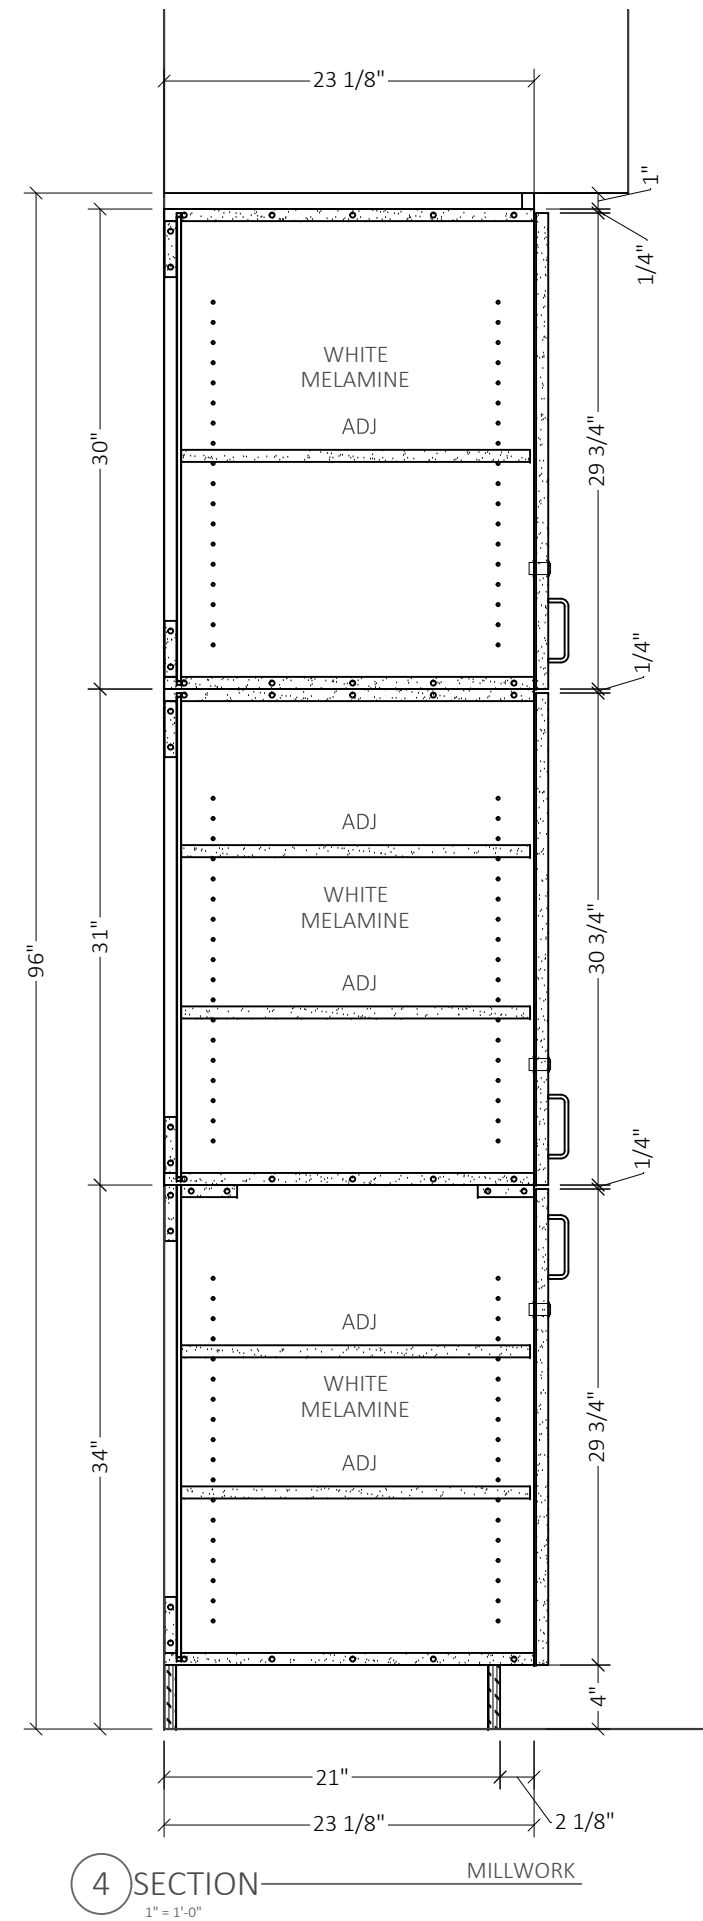 23 1/8"
1"
1/4"
WHITE
MELAMINE
ADJ
30"
29 3/4"
1/4"
ADJ
WHITE
MELAMINE
ADJ
96"
31"
30 3/4"
1/4"
ADJ
WHITE
MELAMINE
ADJ
34"
29 3/4"
4"
21"
23 1/8"
2 1/8"
4 SECTION
MILLWORK
1" = 1'-0"